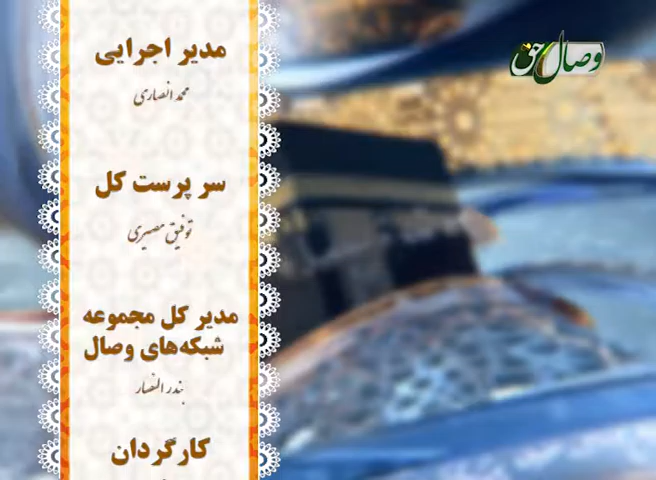 وصال حق
مدیر اجرایی
محمد انصاری
سر پرست کل
توفیق مصیری
مدیر کل مجموعه
شبکه‌های وصال
بندر النصار
کارگردان